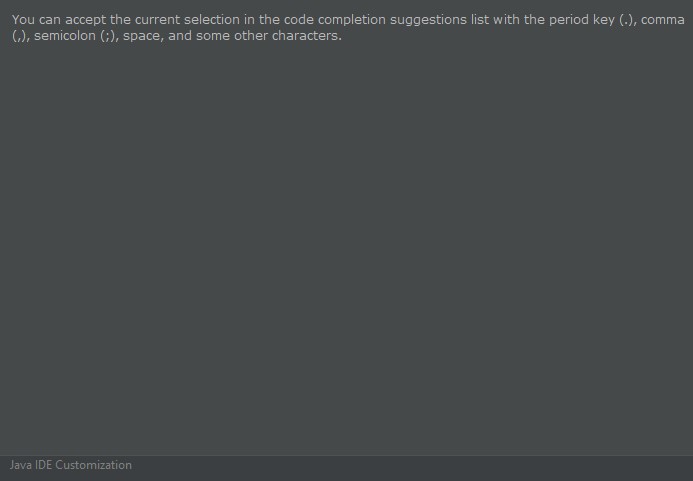 You can accept the current selection in the code completion suggestions list with the period key (.), comma
(,), semicolon (;), space, and some other characters.
Java IDE Customization